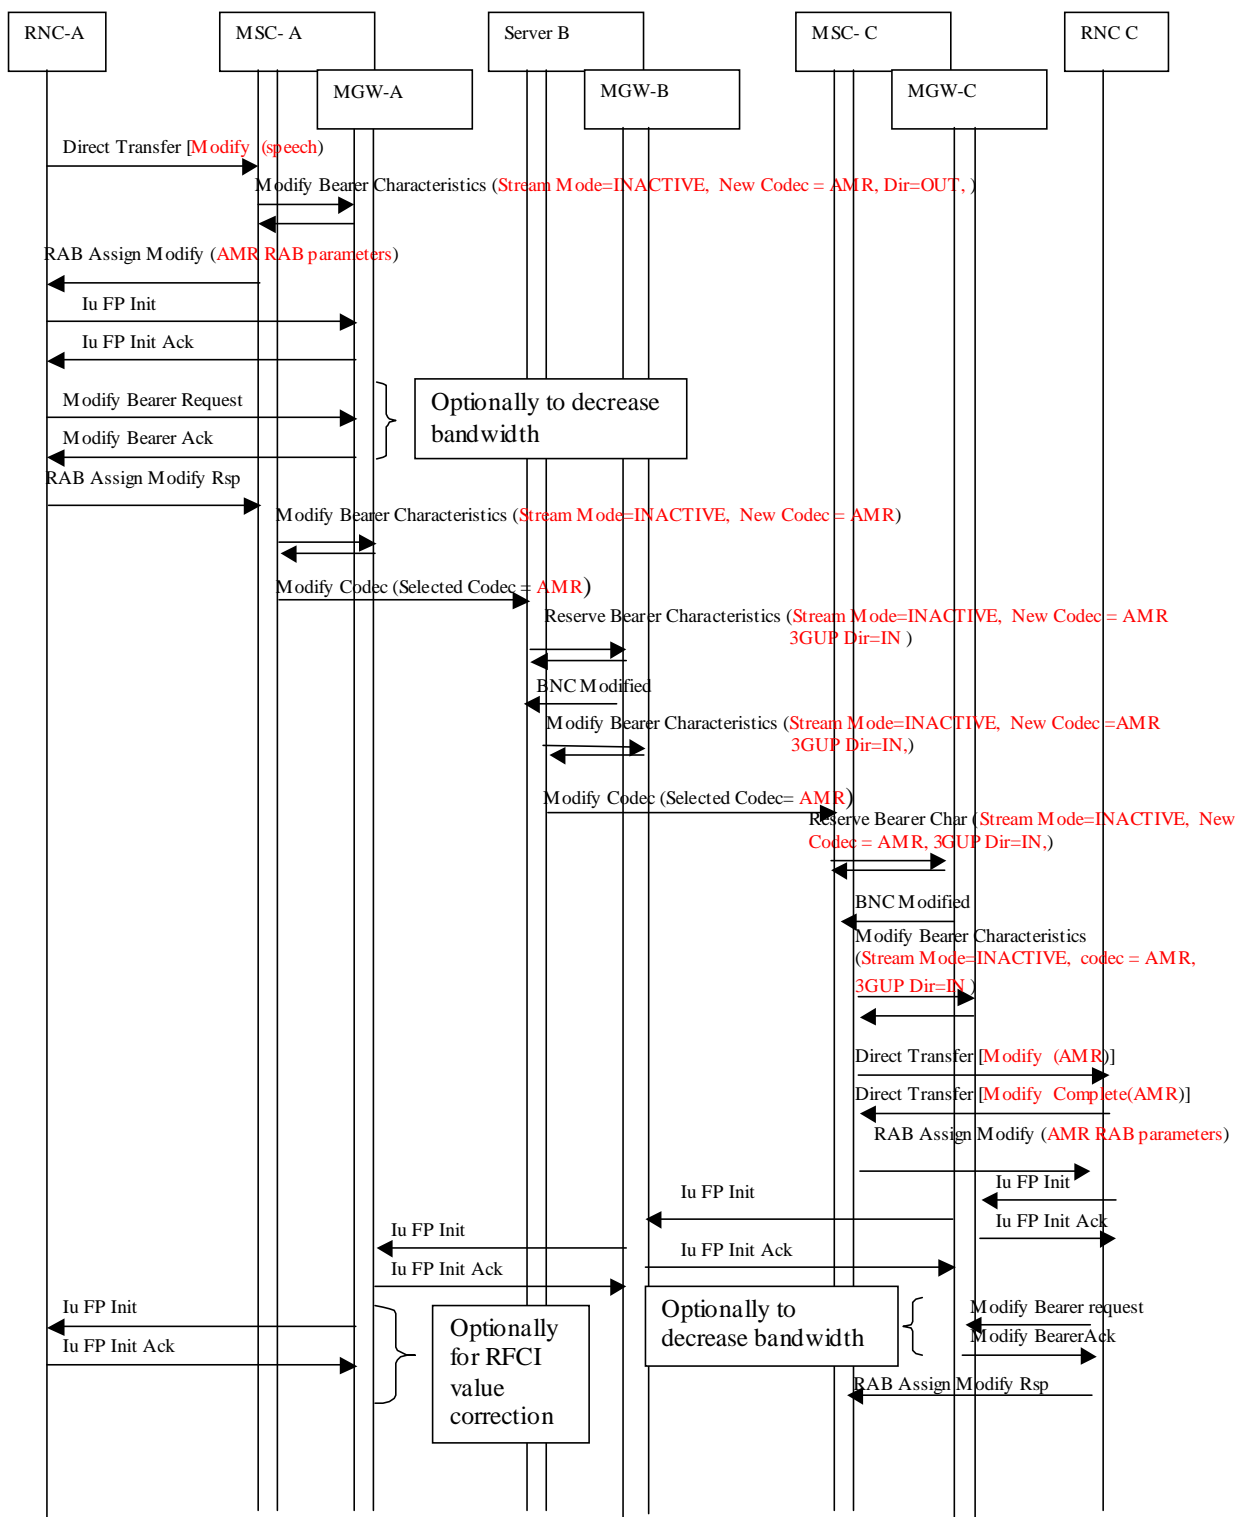 RNC-A
MSC- A
Server B
MSC- C
RNC C
MGW-A
MGW-B
MGW-C
Direct Transfer [Modify (speech)
Modify Bearer Characteristics (Stream Mode=INACTIVE, New Codec = AMR, Dir=OUT, )
RAB Assign Modify (AMR RAB parameters)
Iu FP Init
Iu FP Init Ack
Modify Bearer Request
Optionally to decrease
bandwidth
Modify Bearer Ack
RAB Assign Modify Rsp
Modify Bearer Characteristics (Stream Mode=INACTIVE, New Codec = AMR)
Modify Codec (Selected Codec = AMR)
Reserve Bearer Characteristics (Stream Mode=INACTIVE, New Codec = AMR
3GUP Dir=IN )
BNC Modified
Modify Bearer Characteristics (Stream Mode=INACTIVE, New Codec =AMR
3GUP Dir=IN,)
Modify Codec (Selected Codec= AMR)
Reserve Bearer Char (Stream Mode=INACTIVE, New
Codec = AMR, 3GUP Dir=IN,)
BNC Modified
Modify Bearer Characteristics
(Stream Mode=INACTIVE, codec = AMR,
3GUP Dir=IN )
Direct Transfer [Modify (AMR)]
Direct Transfer [Modify Complete(AMR)]
RAB Assign Modify (AMR RAB parameters)
Iu FP Init
Iu FP Init
Iu FP Init Ack
Iu FP Init
Iu FP Init Ack
Iu FP Init Ack
Iu FP Init
Iu FP Init Ack
Optionally
for RFCI
value
correction
Optionally to
decrease bandwidth
Modify Bearer request
Modify BearerAck
RAB Assign Modify Rsp